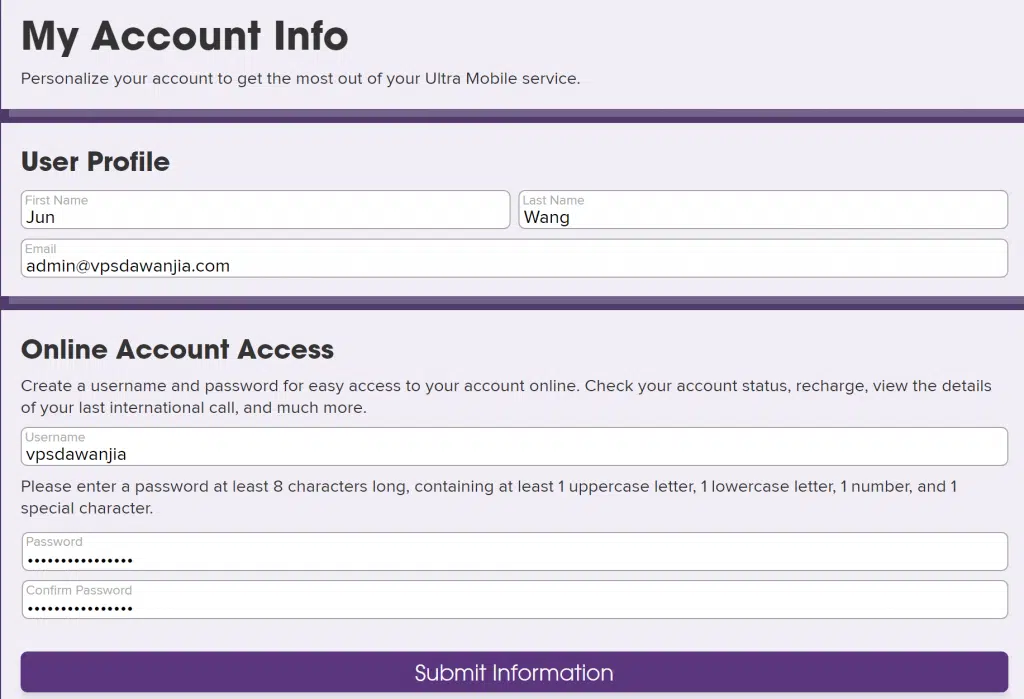 My Account Info
Personalize your account to get the most out of your Ultra Mobile service.
User Profile
First Name
Jun
Last Name
Wang
Email
admin@vpsdawanjia.com
Online Account Access
Create a username and password for easy access to your account online. Check your account status, recharge, view the details
of your last international call, and much more.
Username
vpsdawanjia
Please enter a password at least 8 characters long, containing at least 1 uppercase letter, 1 lowercase letter, 1 number, and 1
special character.
Password
••••••••••••••••
Confirm Password
••••••••••••••••
Submit Information